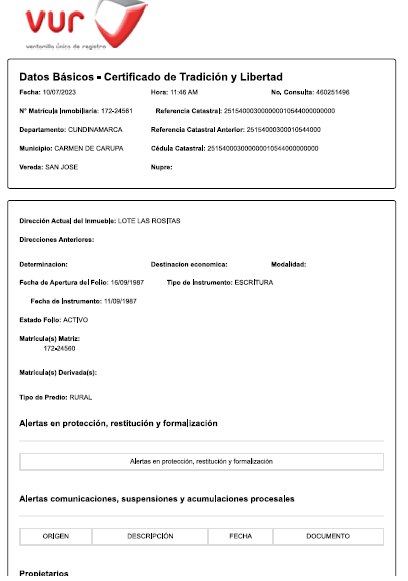 vur
ventanilla única de registro
Datos Básicos - Certificado de Tradición y Libertad
Fecha: 10/07/2023 Hora: 11:46 AM No. Consulta: 460251496
Nº Matrícula Inmobiliaria: 172-24561 Referencia Catastral: 251540003000000010544000000000
Departamento: CUNDINAMARCA Referencia Catastral Anterior: 25154000300010544000
Municipio: CARMEN DE CARUPA Cédula Catastral: 251540003000000010544000000000
Vereda: SAN JOSE Nupre:
Dirección Actual del Inmueble: LOTE LAS ROSITAS
Direcciones Anteriores:
Determinacion: Destinacion economica: Modalidad:
Fecha de Apertura del Folio: 16/09/1987 Tipo de Instrumento: ESCRITURA
Fecha de Instrumento: 11/09/1987
Estado Folio: ACTIVO
Matrícula(s) Matriz:
172-24560
Matrícula(s) Derivada(s):
Tipo de Predio: RURAL
Alertas en protección, restitución y formalización
Alertas en protección, restitución y formalización
Alertas comunicaciones, suspensiones y acumulaciones procesales
ORIGEN DESCRIPCIÓN FECHA DOCUMENTO
Propietarios